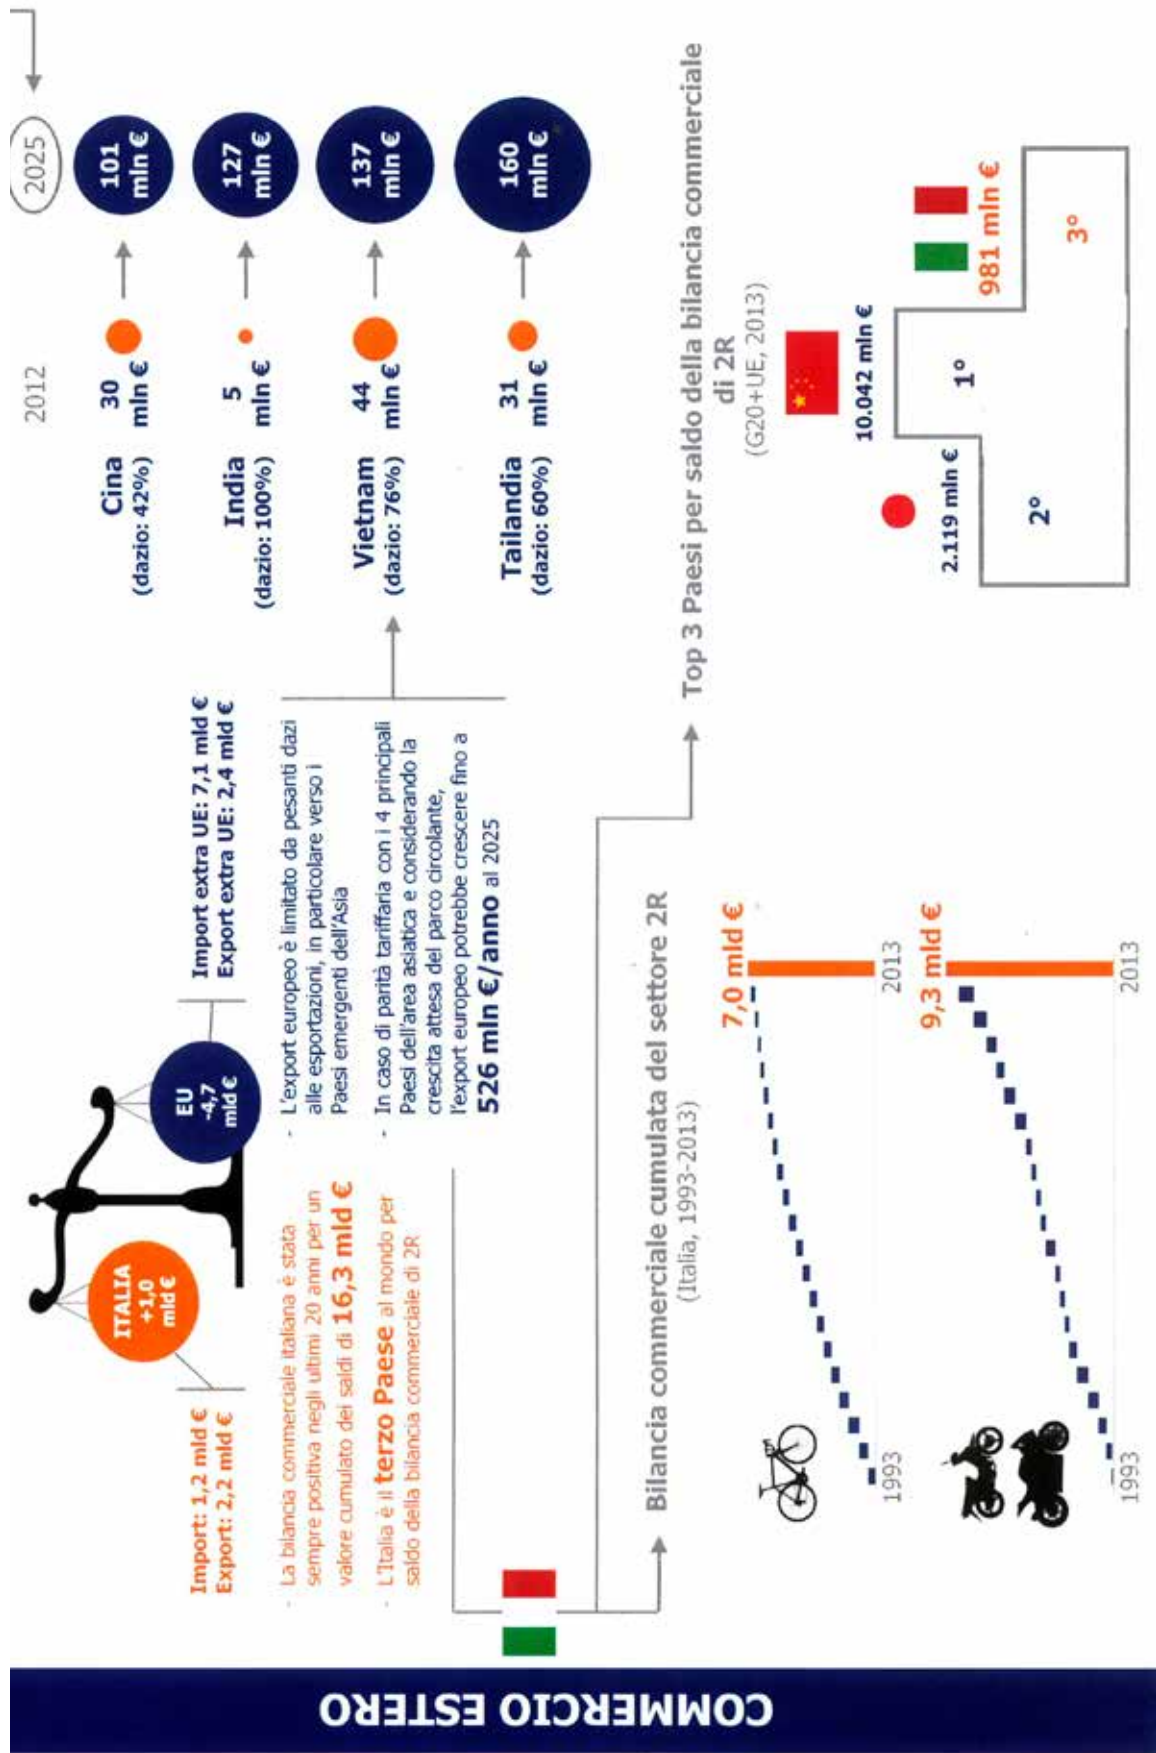 COMMERCIO ESTERO
Import: 1,2 mld €
Export: 2,2 mld €
ITALIA
+1,0
mld €
EU
-4,7
mld €
Import extra UE: 7,1 mld €
Export extra UE: 2,4 mld €
- La bilancia commerciale italiana è stata
sempre positiva negli ultimi 20 anni per un
valore cumulato dei saldi di 16,3 mld €
- L'Italia è il terzo Paese al mondo per
saldo della bilancia commerciale di 2R
- L'export europeo è limitato da pesanti dazi
alle esportazioni, in particolare verso i
Paesi emergenti dell'Asia
- In caso di parità tariffaria con i 4 principali
Paesi dell'area asiatica e considerando la
crescita attesa del parco circolante,
l'export europeo potrebbe crescere fino a
526 mln €/anno al 2025
2012
2025
Cina
(dazio: 42%)
30
mln €
101
mln €
India
(dazio: 100%)
5
mln €
127
mln €
Vietnam
(dazio: 76%)
44
mln €
137
mln €
Tailandia
(dazio: 60%)
31
mln €
160
mln €
Bilancia commerciale cumulata del settore 2R
(Italia, 1993-2013)
7,0 mld €
1993
2013
9,3 mld €
1993
2013
Top 3 Paesi per saldo della bilancia commerciale
di 2R
(G20+UE, 2013)
10.042 mln €
2.119 mln €
981 mln €
1°
2°
3°